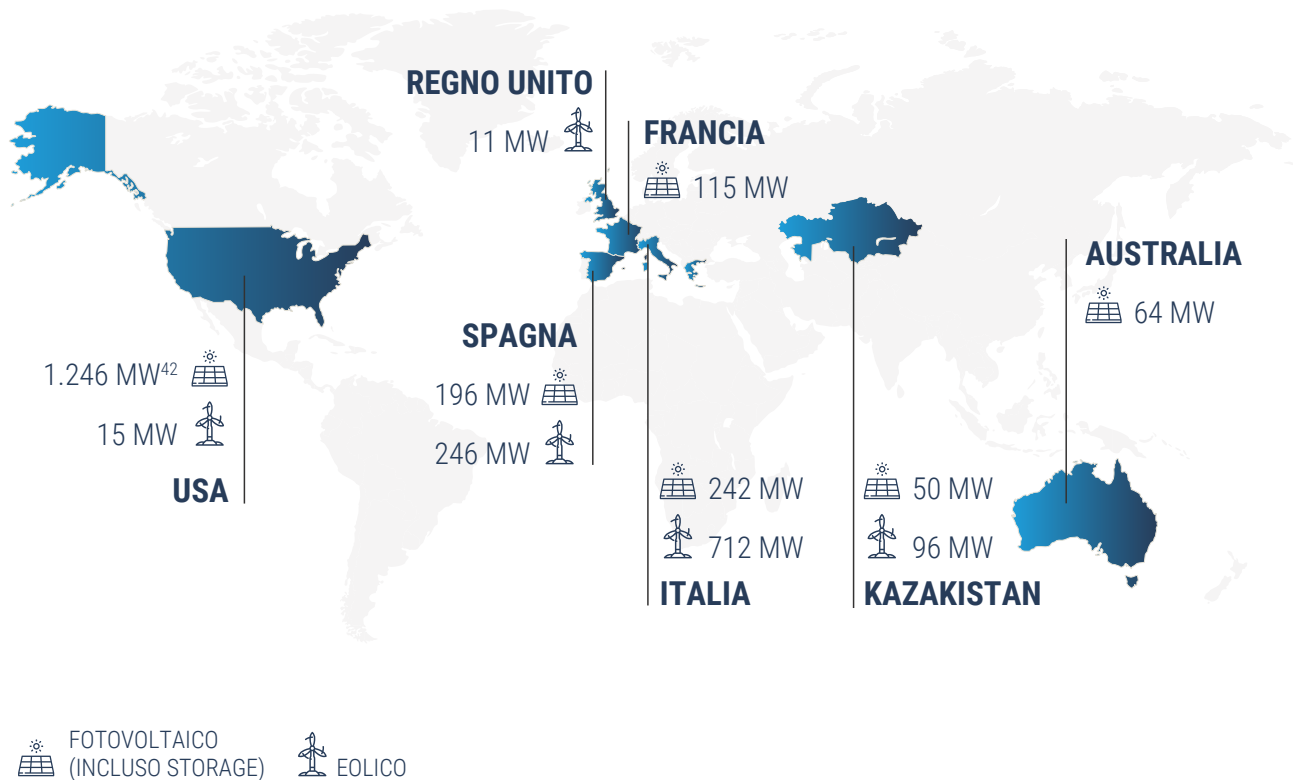 REGNO UNITO
11 MW
FRANCIA
115 MW
AUSTRALIA
64 MW
SPAGNA
196 MW
246 MW
1.246 MW⁴²
15 MW
USA
242 MW
712 MW
ITALIA
50 MW
96 MW
KAZAKISTAN
FOTOVOLTAICO
(INCLUSO STORAGE)
EOLICO